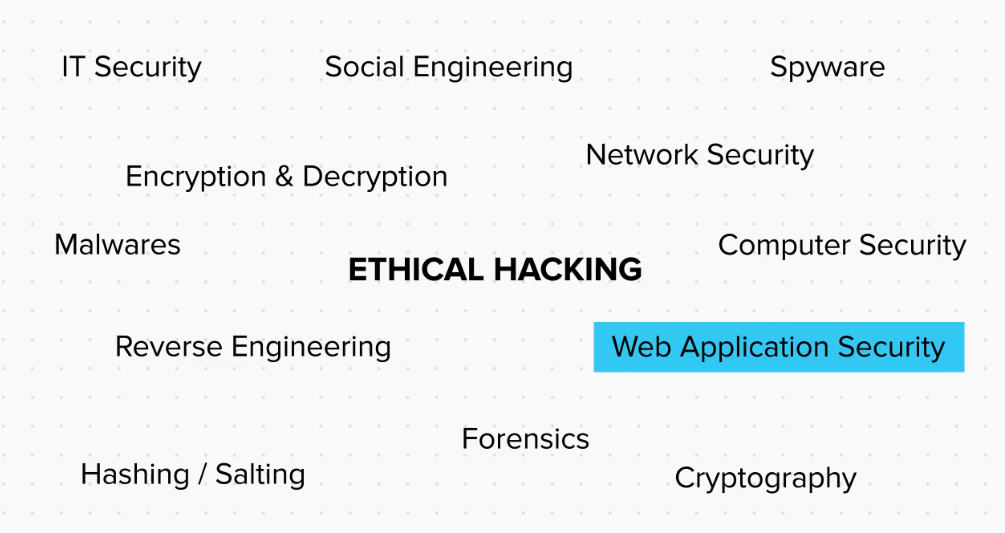 IT Security
Social Engineering
Spyware
Network Security
Encryption & Decryption
Malwares
Computer Security
ETHICAL HACKING
Reverse Engineering
Web Application Security
Forensics
Hashing / Salting
Cryptography